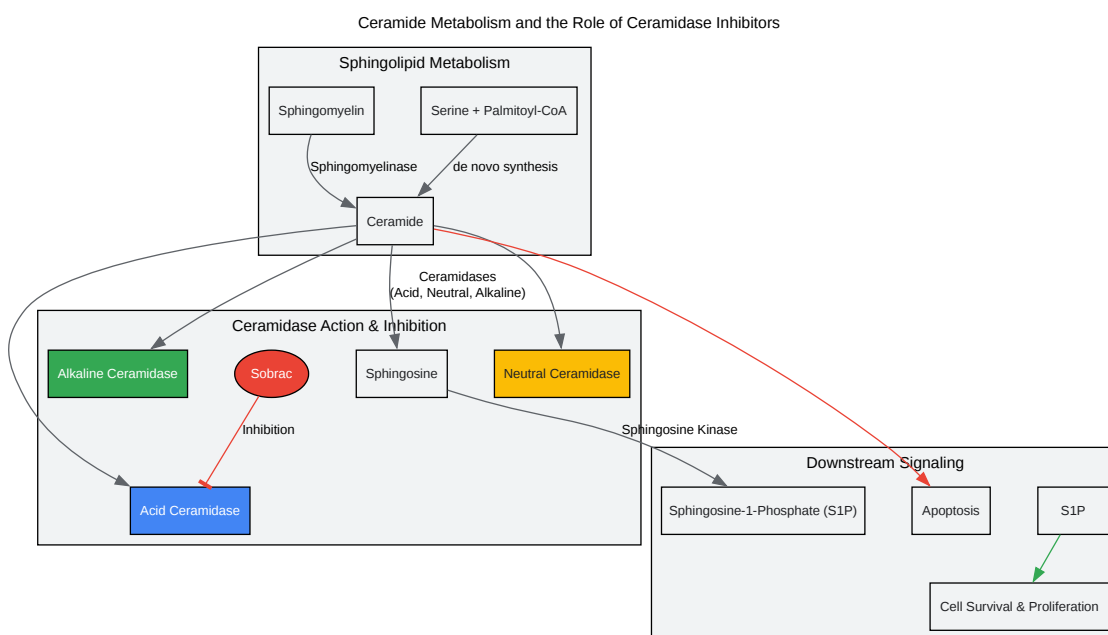 Ceramide Metabolism and the Role of Ceramidase Inhibitors
Sphingolipid Metabolism
Sphingomyelin
Serine + Palmitoyl-CoA
Sphingomyelinase
de novo synthesis
Ceramide
Ceramidases
(Acid, Neutral, Alkaline)
Ceramidase Action & Inhibition
Alkaline Ceramidase
Sobrac
Sphingosine
Neutral Ceramidase
Inhibition
Sphingosine Kinase
Acid Ceramidase
Downstream Signaling
Sphingosine-1-Phosphate (S1P)
Apoptosis
S1P
Cell Survival & Proliferation